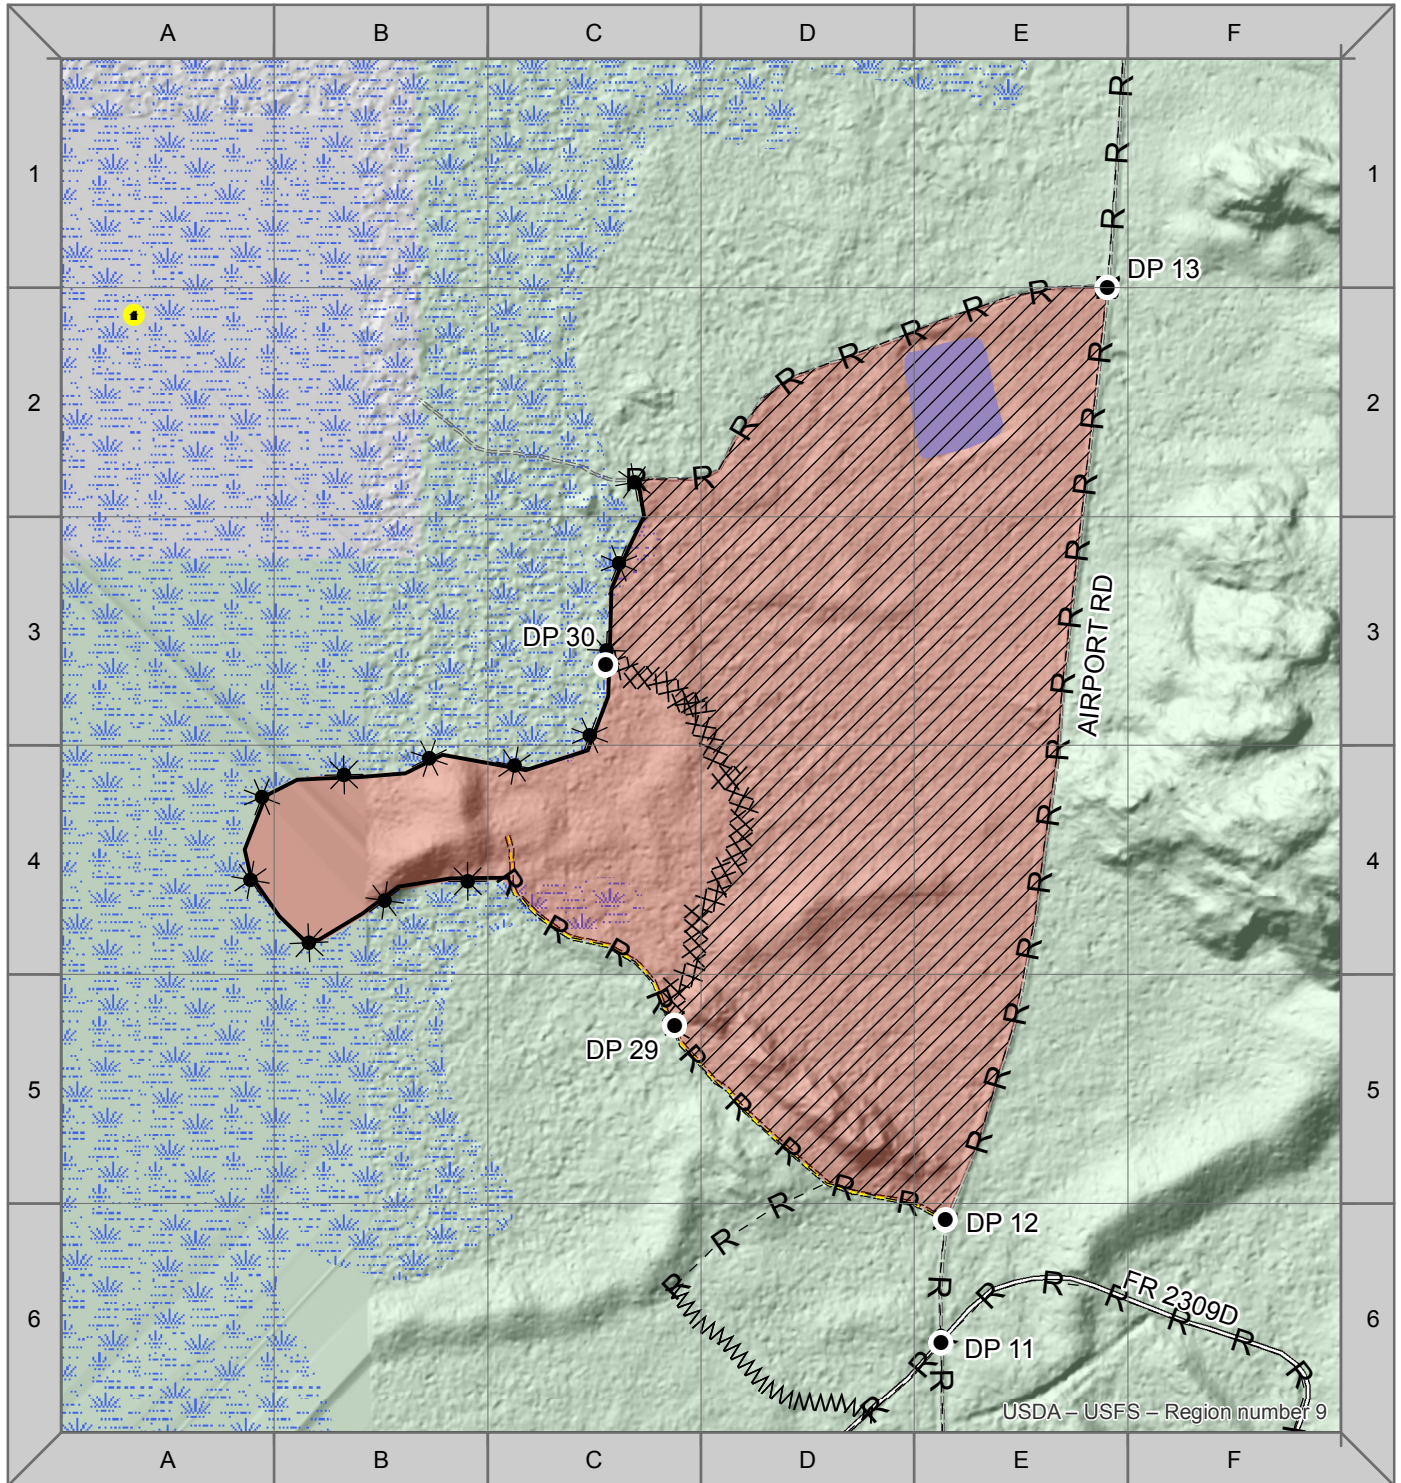 A B C D E F
1 1
DP 13
2 2
3 3
DP 30
AIRPORT RD
4 4
DP 29
5 5
DP 12
FR 2309D
6 6
DP 11
USDA – USFS – Region number 9
A B C D E F
R R R R R R R R R R R R R R R R R R R R R R R R R R R R R R R R R R R R R R R R R R R R R R R